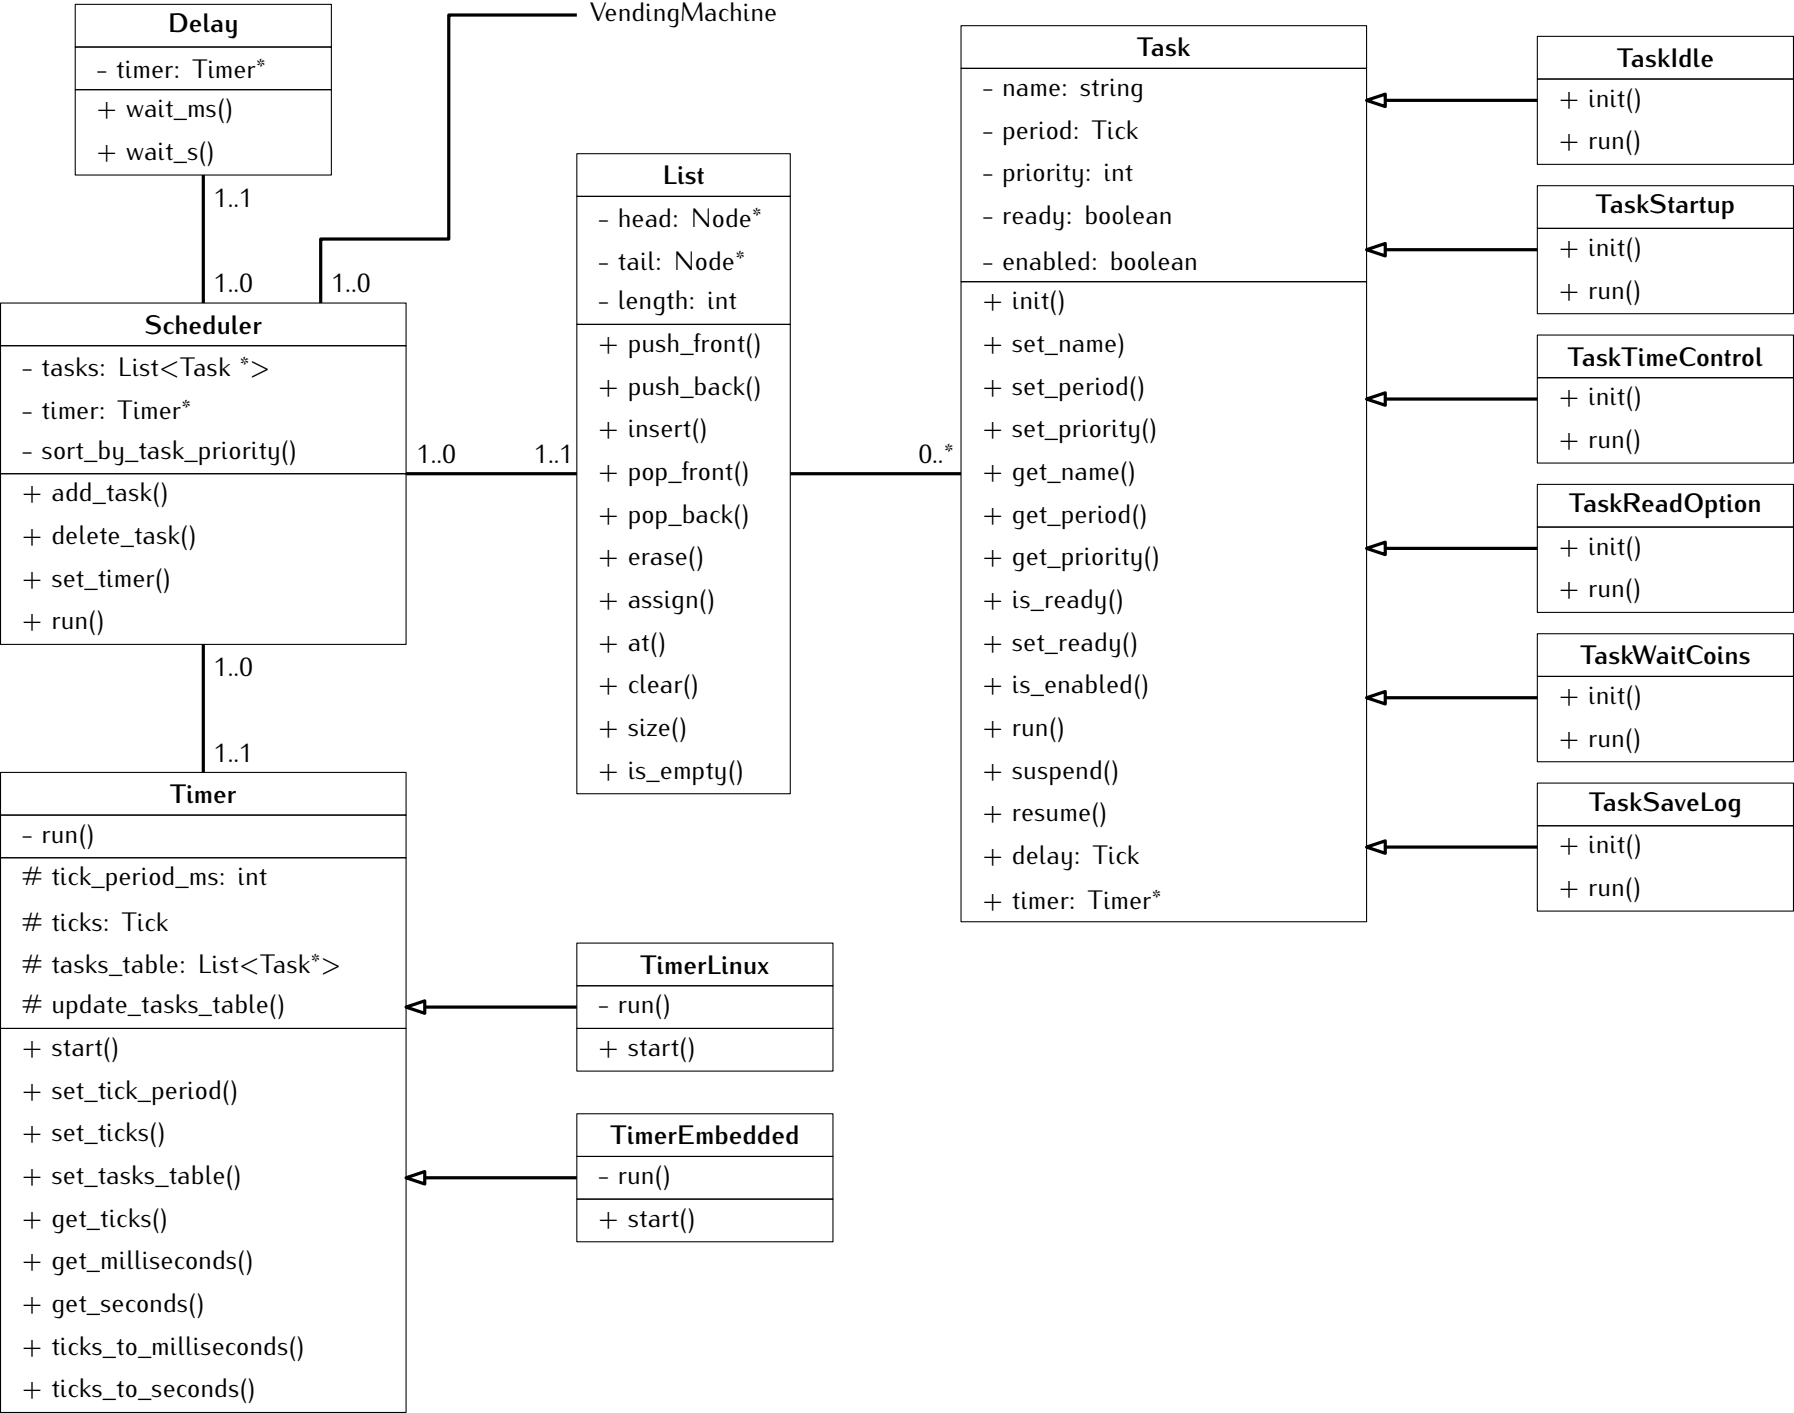 Delay
- timer: Timer*
+ wait_ms()
+ wait_s()
1..1
1..0
VendingMachine
1..0
Scheduler
- tasks: List<Task *>
- timer: Timer*
- sort_by_task_priority()
+ add_task()
+ delete_task()
+ set_timer()
+ run()
1..0
1..1
1..0
1..1
Timer
- run()
# tick_period_ms: int
# ticks: Tick
# tasks_table: List<Task*>
# update_tasks_table()
+ start()
+ set_tick_period()
+ set_ticks()
+ set_tasks_table()
+ get_ticks()
+ get_milliseconds()
+ get_seconds()
+ ticks_to_milliseconds()
+ ticks_to_seconds()
List
- head: Node*
- tail: Node*
- length: int
+ push_front()
+ push_back()
+ insert()
+ pop_front()
+ pop_back()
+ erase()
+ assign()
+ at()
+ clear()
+ size()
+ is_empty()
0..*
TimerLinux
- run()
+ start()
TimerEmbedded
- run()
+ start()
Task
- name: string
- period: Tick
- priority: int
- ready: boolean
- enabled: boolean
+ init()
+ set_name)
+ set_period()
+ set_priority()
+ get_name()
+ get_period()
+ get_priority()
+ is_ready()
+ set_ready()
+ is_enabled()
+ run()
+ suspend()
+ resume()
+ delay: Tick
+ timer: Timer*
TaskIdle
+ init()
+ run()
TaskStartup
+ init()
+ run()
TaskTimeControl
+ init()
+ run()
TaskReadOption
+ init()
+ run()
TaskWaitCoins
+ init()
+ run()
TaskSaveLog
+ init()
+ run()